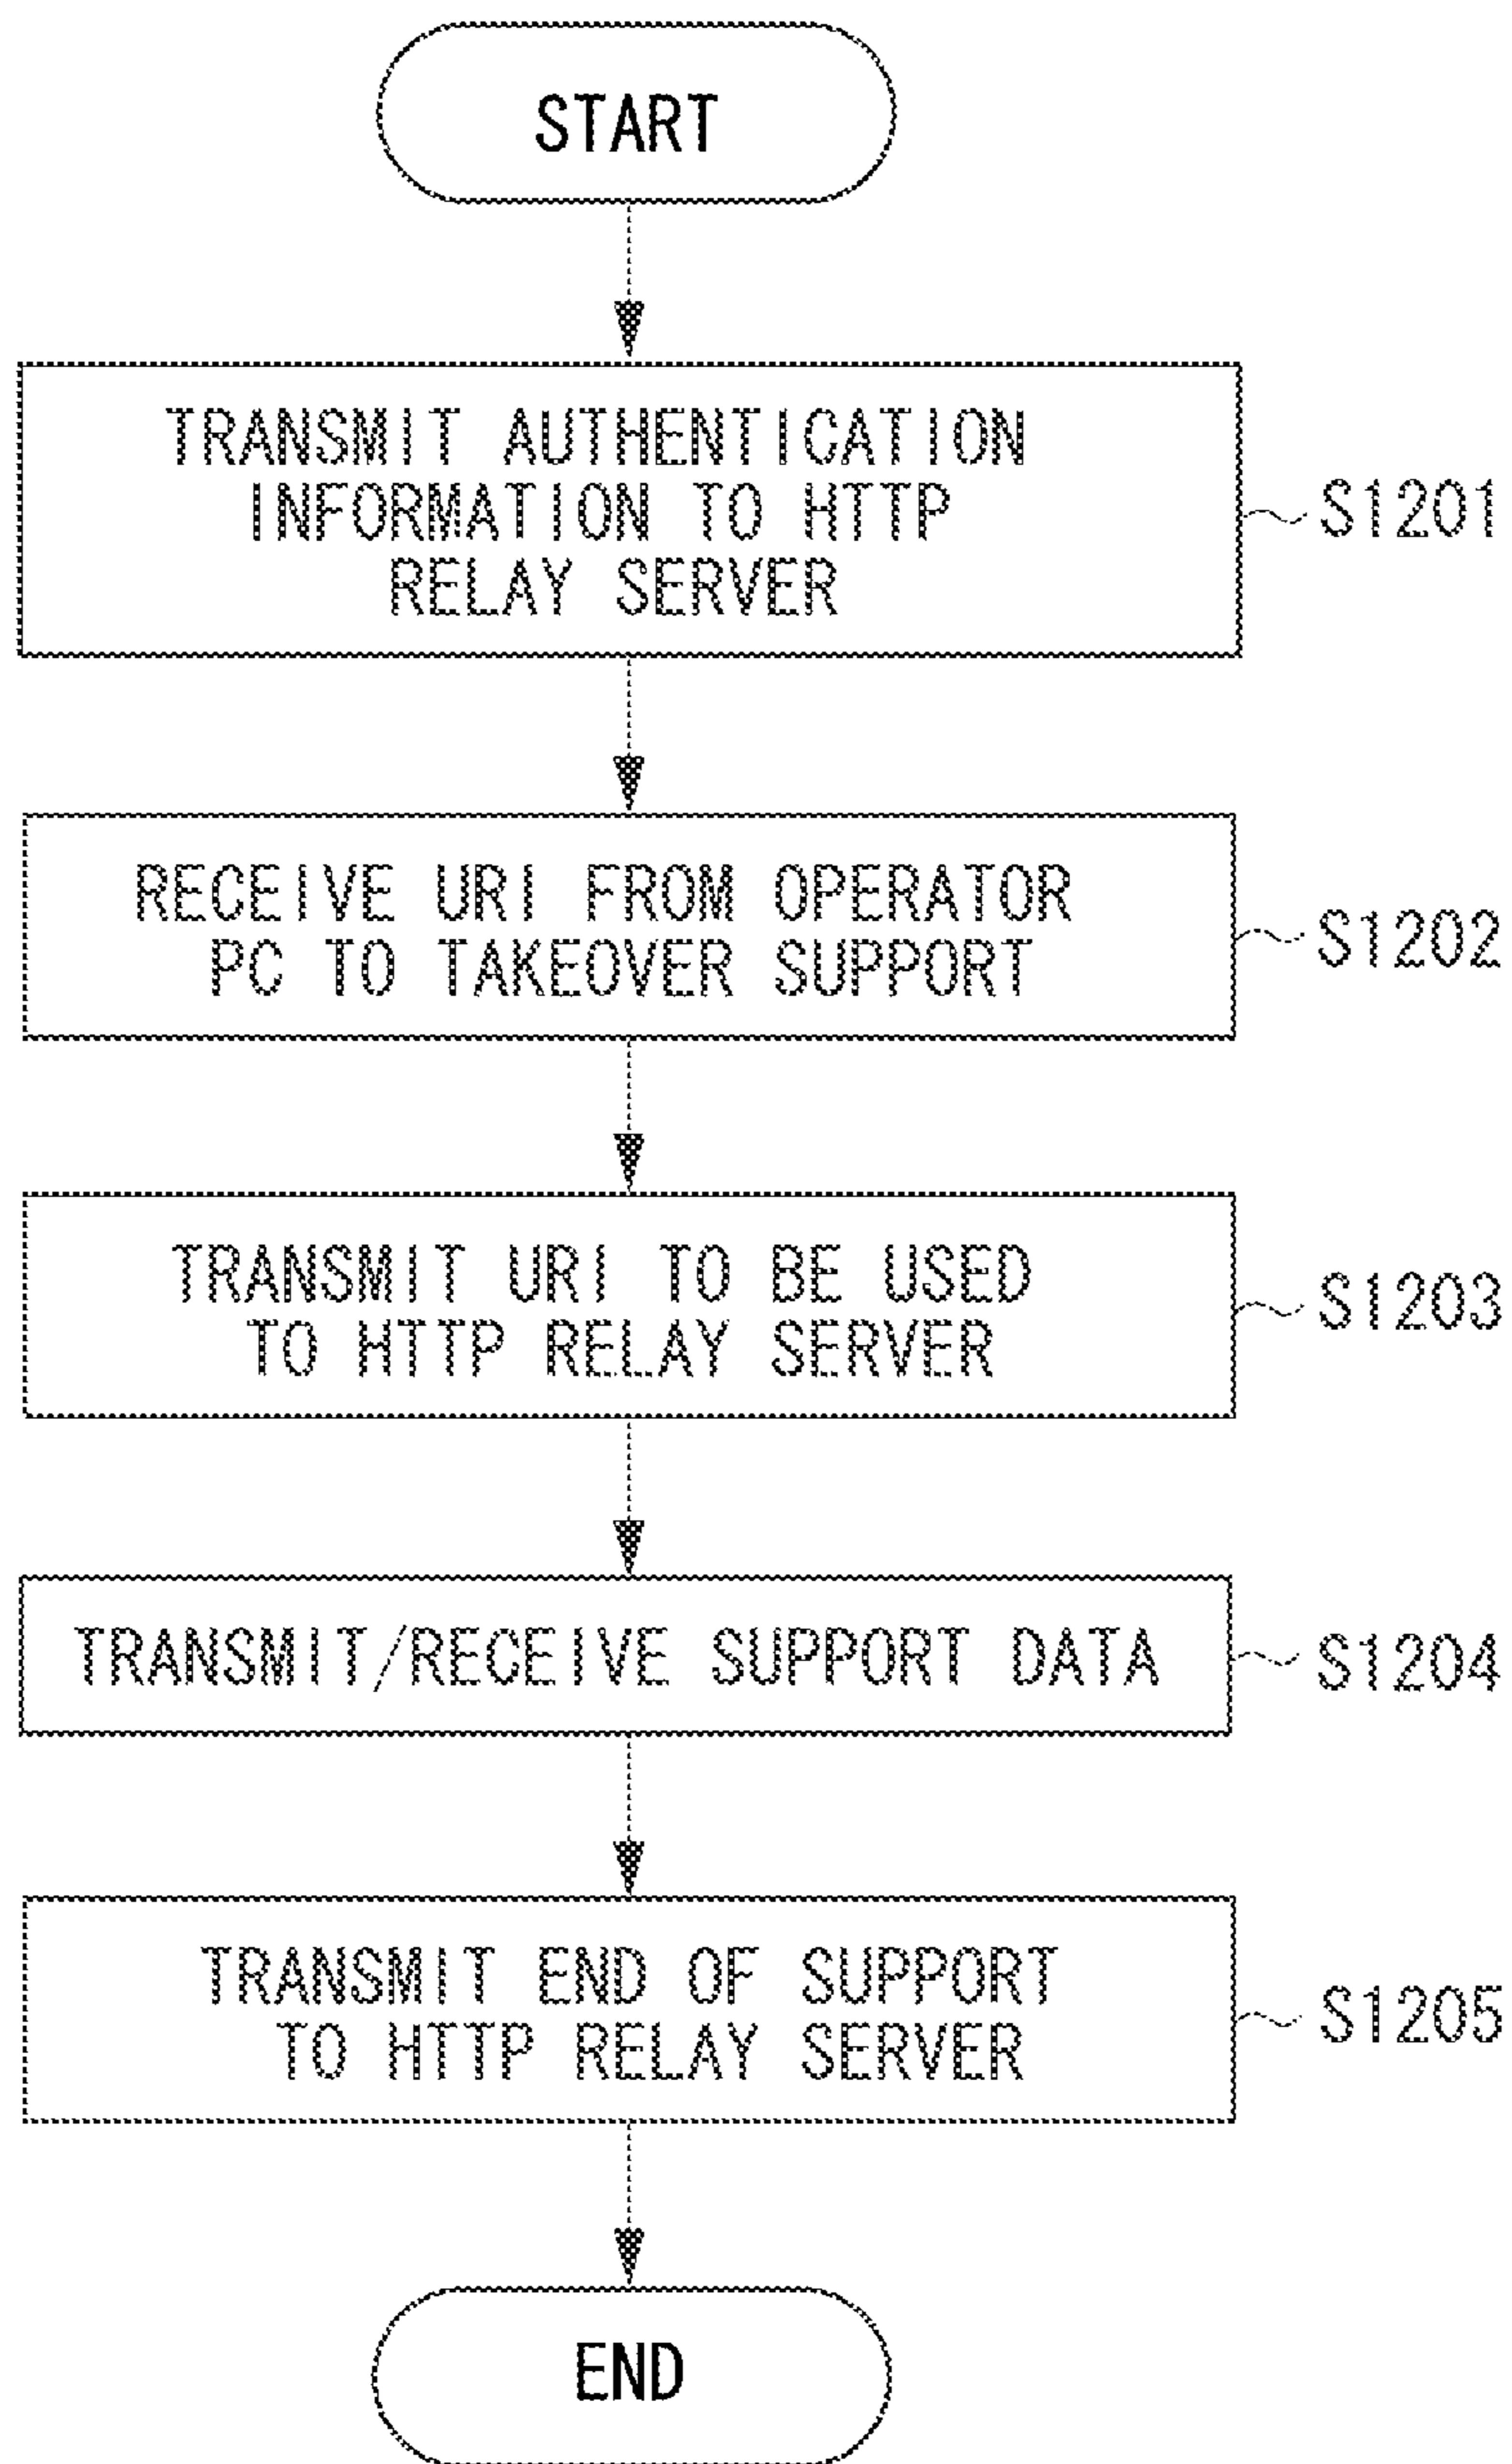 START
TRANSMIT AUTHENTICATION
INFORMATION TO HTTP
RELAY SERVER
S1201
RECEIVE URI FROM OPERATOR
PC TO TAKEOVER SUPPORT
S1202
TRANSMIT URI TO BE USED
TO HTTP RELAY SERVER
S1203
TRANSMIT/RECEIVE SUPPORT DATA
S1204
TRANSMIT END OF SUPPORT
TO HTTP RELAY SERVER
S1205
END